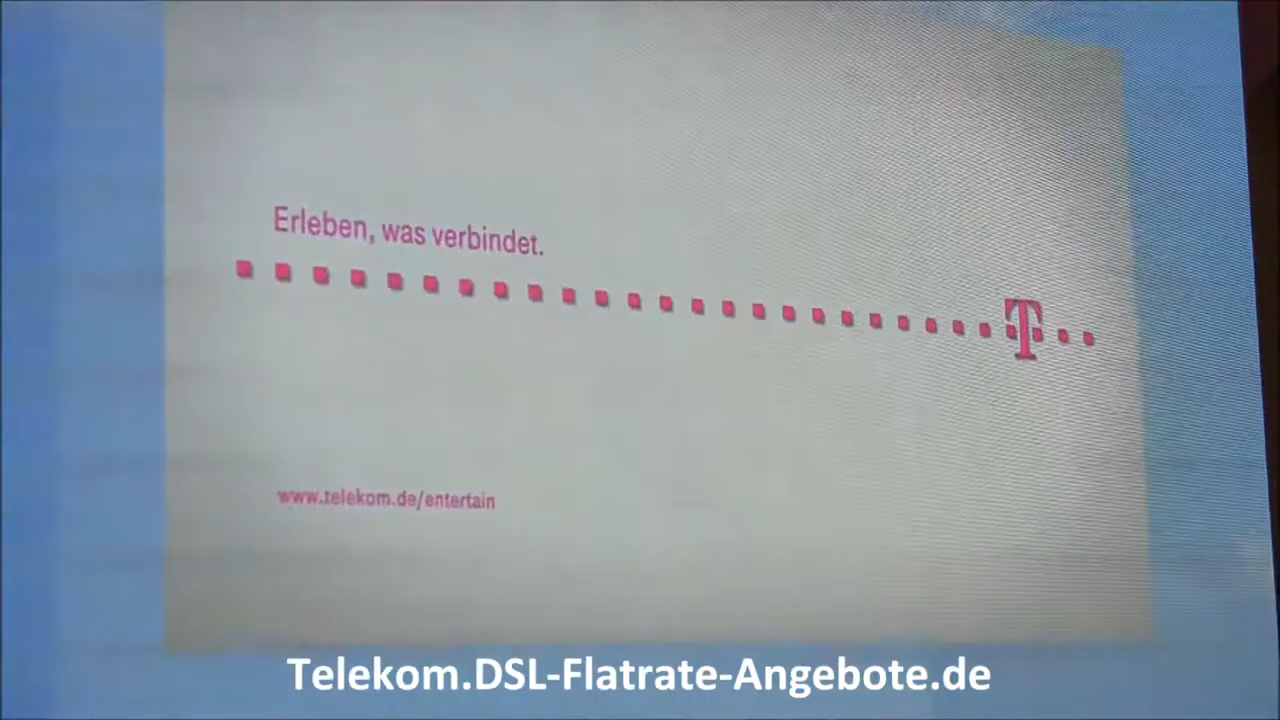 Erleben, was verbindet.
T
www.telekom.de/entertain
Telekom.DSL-Flatrate-Angebote.de